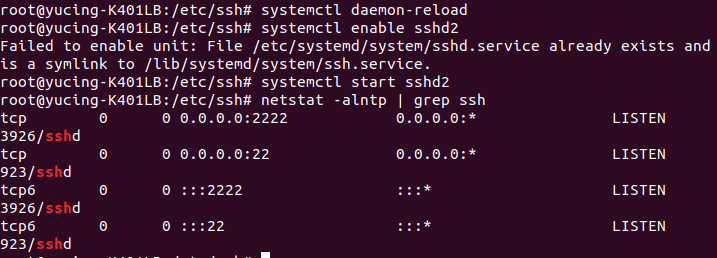 root@yucing-K401LB:/etc/ssh# systemctl daemon-reload
root@yucing-K401LB:/etc/ssh# systemctl enable sshd2
Failed to enable unit: File /etc/systemd/system/sshd.service already exists and
is a symlink to /lib/systemd/system/ssh.service.
root@yucing-K401LB:/etc/ssh# systemctl start sshd2
root@yucing-K401LB:/etc/ssh# netstat -alntp | grep ssh
tcp        0      0 0.0.0.0:2222            0.0.0.0:*               LISTEN
3926/sshd
tcp        0      0 0.0.0.0:22              0.0.0.0:*               LISTEN
923/sshd
tcp6       0      0 :::2222                 :::*                    LISTEN
3926/sshd
tcp6       0      0 :::22                   :::*                    LISTEN
923/sshd
root@yucing-K401LB:/etc/ssh#